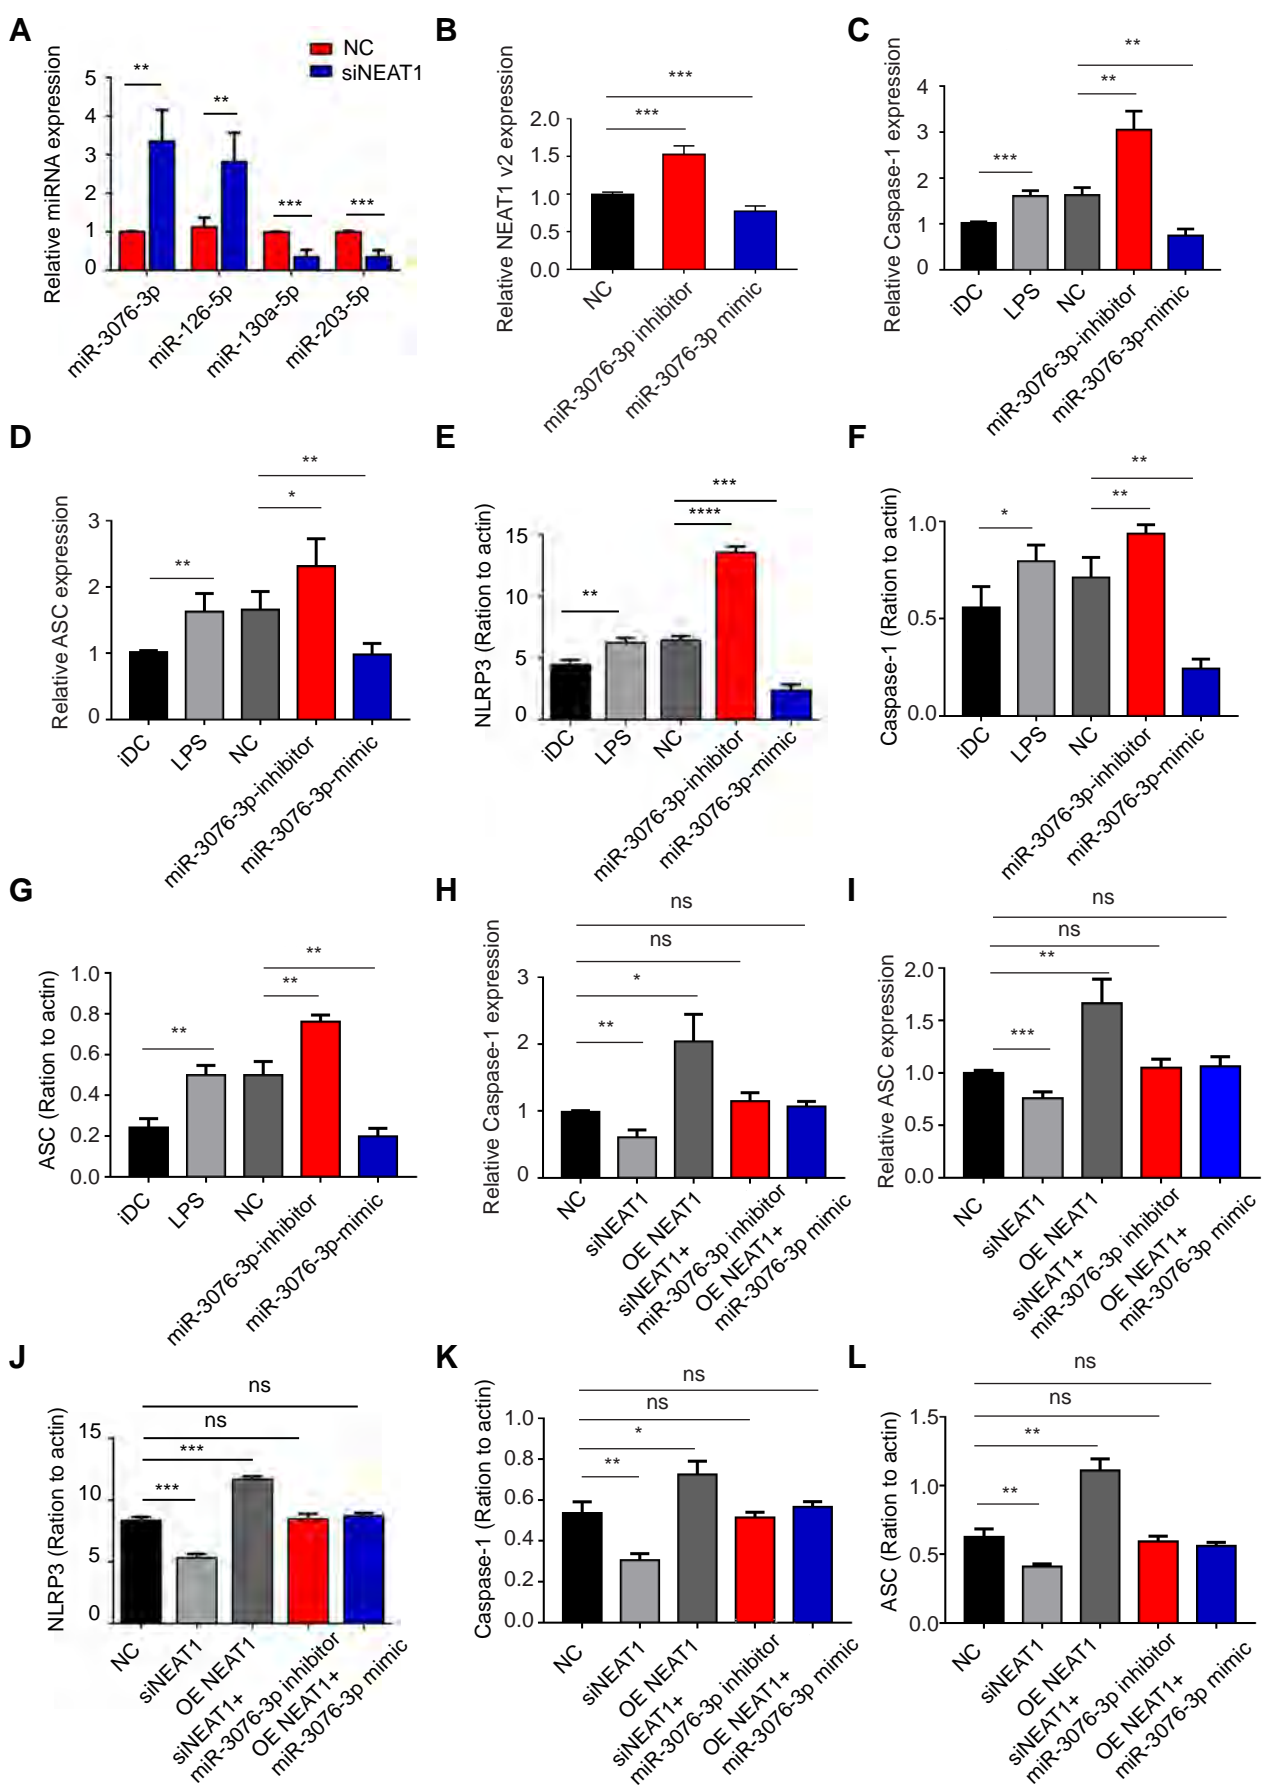 A
Relative miRNA expression
NC
siNEAT1
** ** *** ***
5
4
3
2
1
0
miR-3076-3p
miR-126-5p
miR-130a-5p
miR-203-5p
B
Relative NEAT1 v2 expression
***
***
2.0
1.5
1.0
0.5
0.0
NC
miR-3076-3p inhibitor
miR-3076-3p mimic
C
Relative Caspase-1 expression
**
**
***
4
3
2
1
0
iDC
LPS
NC
miR-3076-3p-inhibitor
miR-3076-3p-mimic
D
Relative ASC expression
**
*
**
3
2
1
0
iDC
LPS
NC
miR-3076-3p-inhibitor
miR-3076-3p-mimic
E
NLRP3 (Ration to actin)
***
****
**
15
10
5
0
iDC
LPS
NC
miR-3076-3p-inhibitor
miR-3076-3p-mimic
F
Caspase-1 (Ration to actin)
**
**
*
1.0
0.5
0.0
iDC
LPS
NC
miR-3076-3p-inhibitor
miR-3076-3p-mimic
G
ASC (Ration to actin)
**
**
**
1.0
0.8
0.6
0.4
0.2
0.0
iDC
LPS
NC
miR-3076-3p-inhibitor
miR-3076-3p-mimic
H
Relative Caspase-1 expression
ns
ns
*
**
3
2
1
0
NC
siNEAT1
OE NEAT1
siNEAT1+
miR-3076-3p inhibitor
OE NEAT1+
miR-3076-3p mimic
I
Relative ASC expression
ns
ns
**
***
2.0
1.5
1.0
0.5
0.0
NC
siNEAT1
OE NEAT1
siNEAT1+
miR-3076-3p inhibitor
OE NEAT1+
miR-3076-3p mimic
J
NLRP3 (Ration to actin)
ns
ns
***
***
15
10
5
0
NC
siNEAT1
OE NEAT1
siNEAT1+
miR-3076-3p inhibitor
OE NEAT1+
miR-3076-3p mimic
K
Caspase-1 (Ration to actin)
ns
ns
*
**
1.0
0.8
0.6
0.4
0.2
0.0
NC
siNEAT1
OE NEAT1
siNEAT1+
miR-3076-3p inhibitor
OE NEAT1+
miR-3076-3p mimic
L
ASC (Ration to actin)
ns
ns
**
**
1.5
1.0
0.5
0.0
NC
siNEAT1
OE NEAT1
siNEAT1+
miR-3076-3p inhibitor
OE NEAT1+
miR-3076-3p mimic